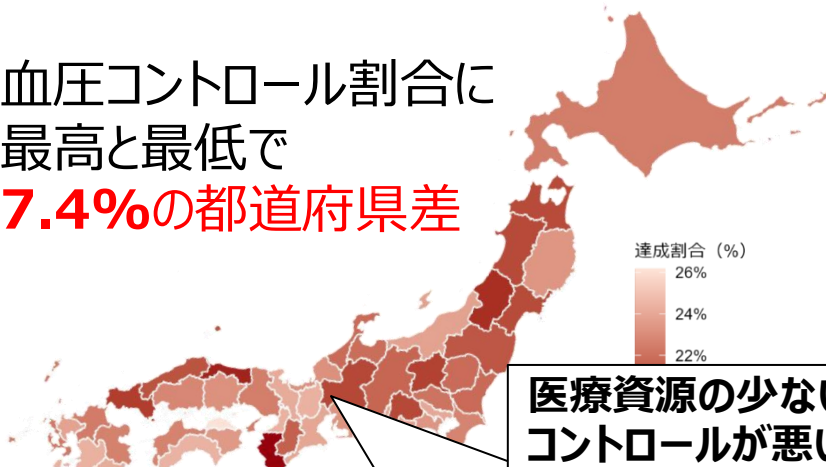 血圧コントロール割合に
最高と最低で
7.4%の都道府県差
達成割合（%）
26%
24%
22%
医療資源の少ない
コントロールが悪い